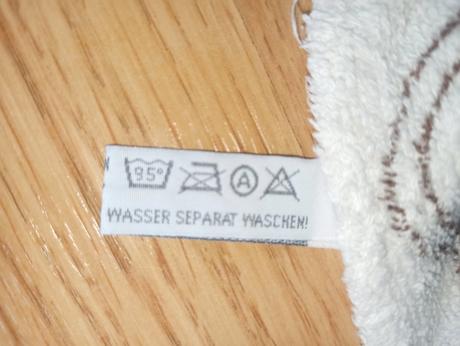 95° A
WASSER SEPARAT WASCHEN!